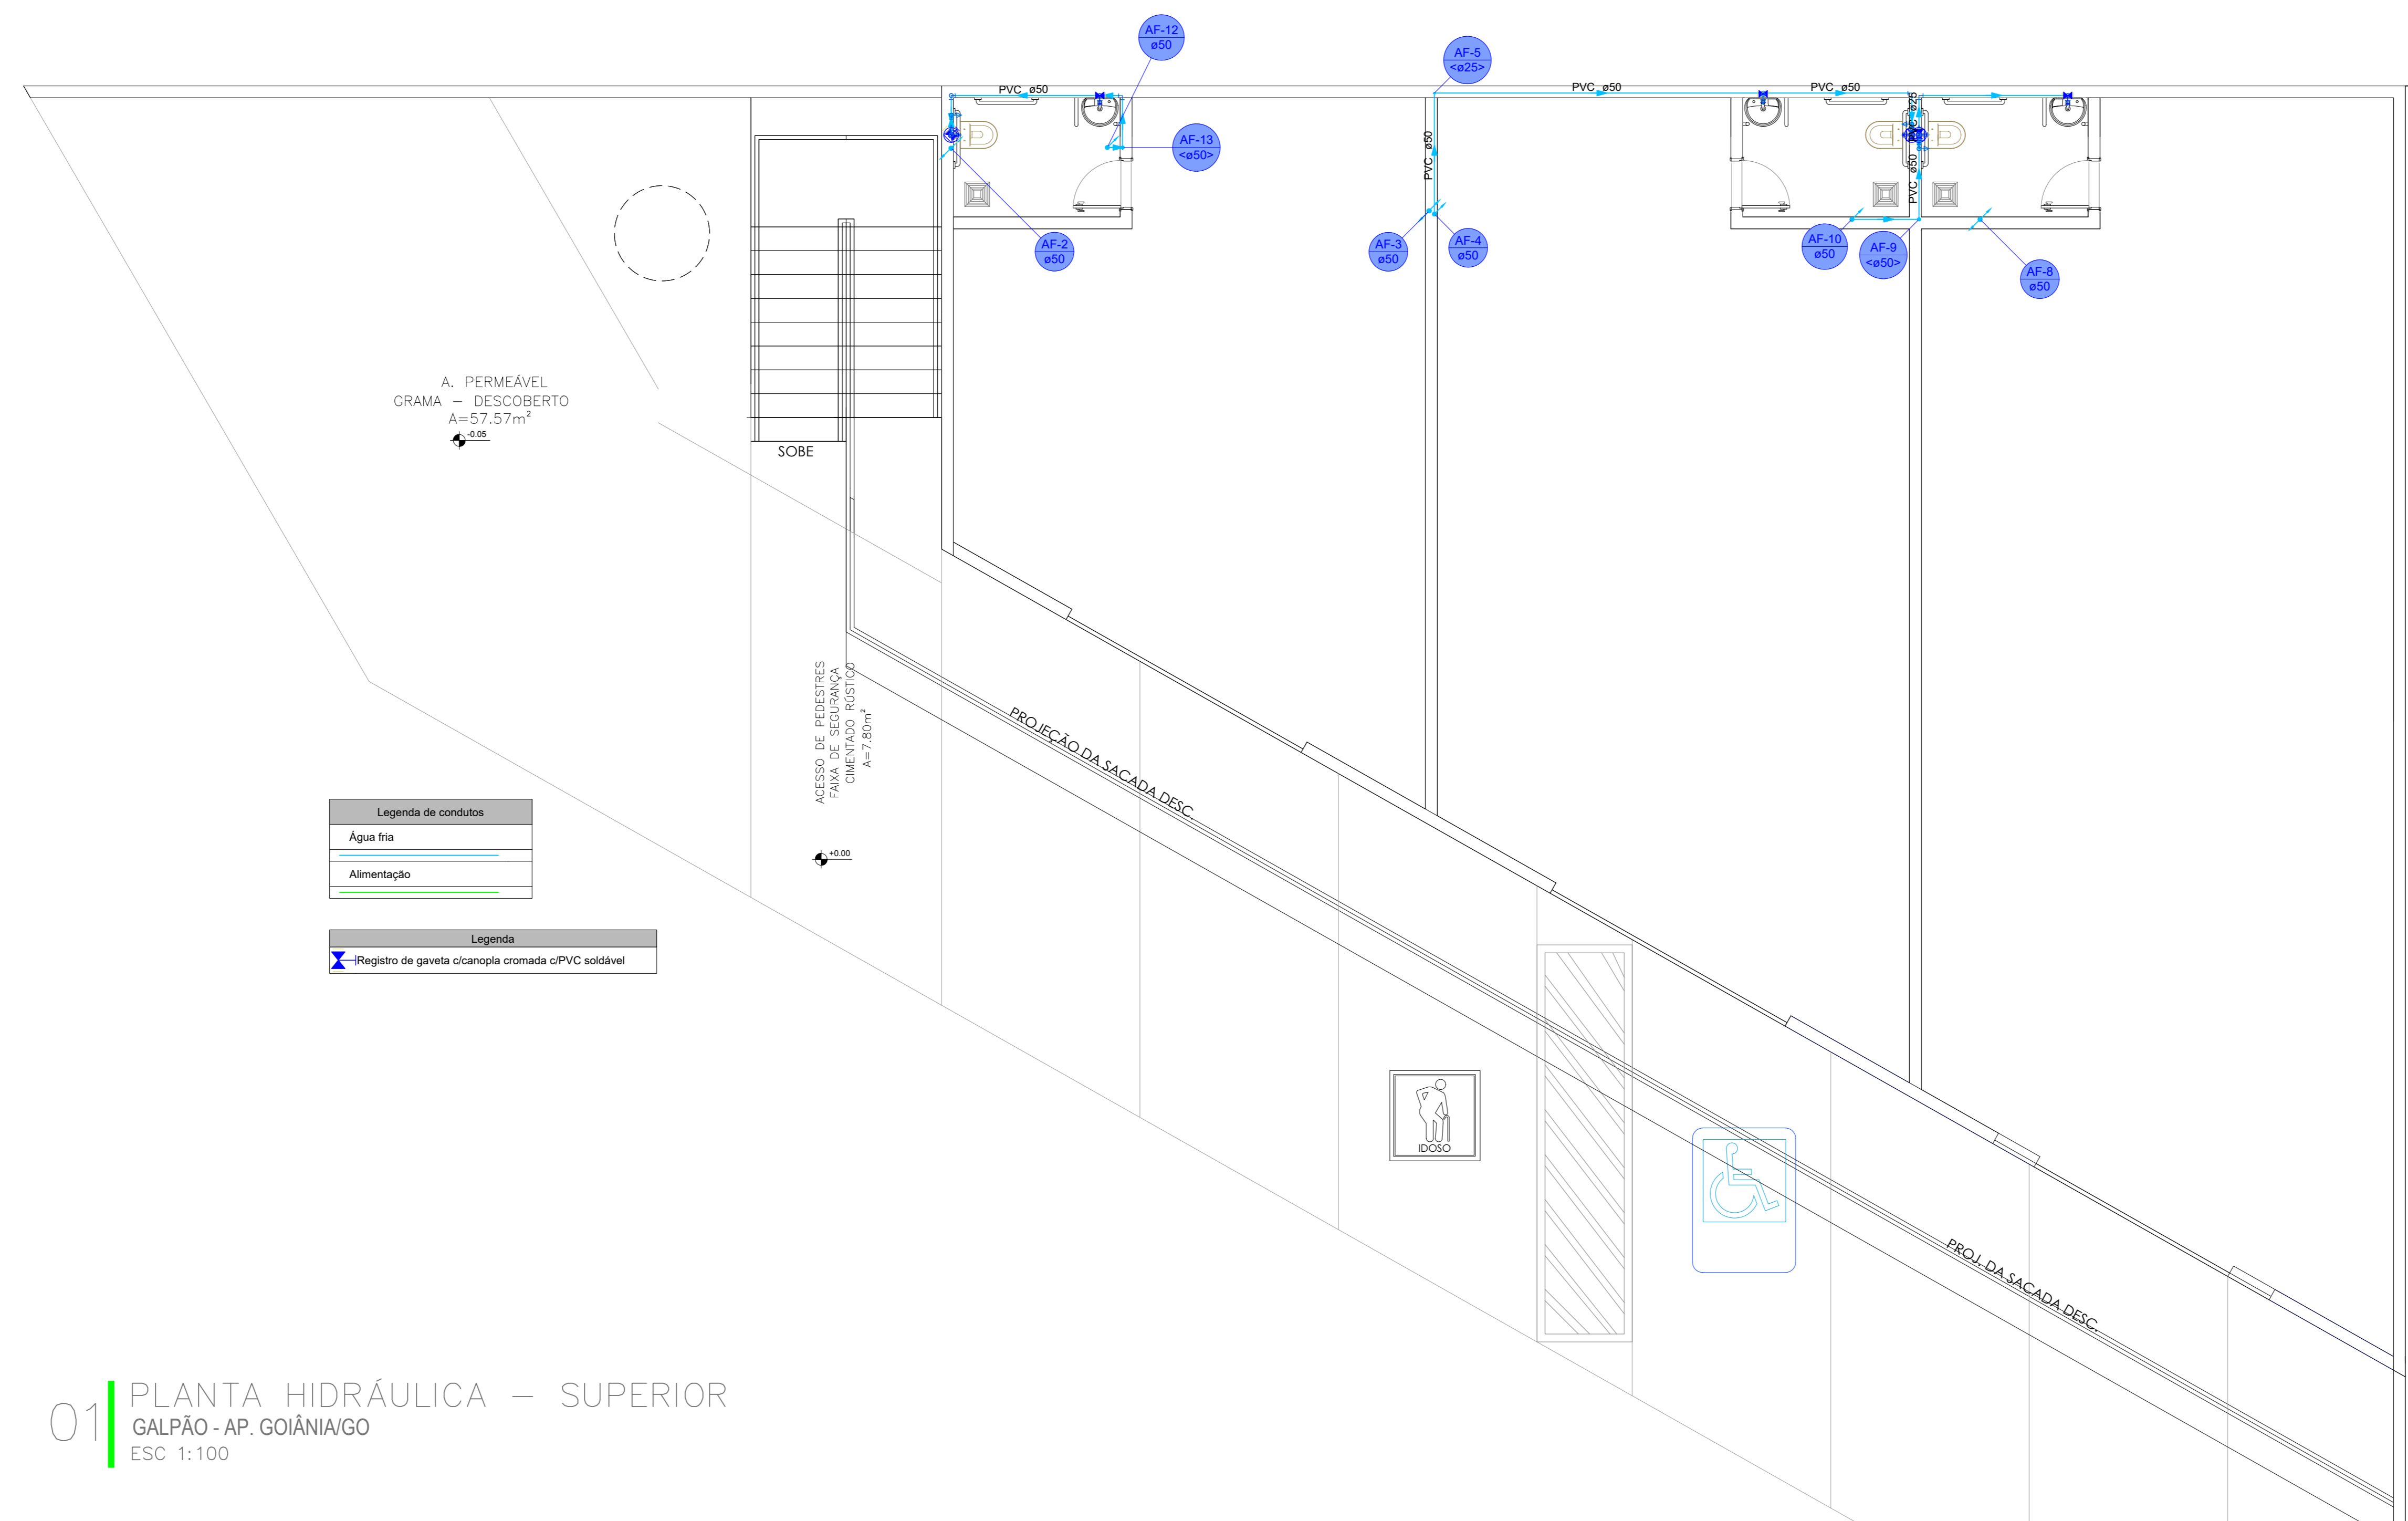 AF-12
ø50
AF-5
<ø25>
PVC ø50
PVC ø50
PVC ø50
PVC ø25
AF-13
<ø50>
PVC ø50
PVC ø50
AF-2
ø50
AF-3
ø50
AF-4
ø50
AF-10
ø50
AF-9
<ø50>
AF-8
ø50
A. PERMEÁVEL
GRAMA – DESCOBERTO
A=57.57m²
-0.05
SOBE
ACESSO DE PEDESTRES
FAIXA DE SEGURANÇA
CIMENTADO RÚSTICO
A=7.80m²
PROJEÇÃO DA SACADA DESC.
+0.00
Legenda de condutos
Água fria
Alimentação
Legenda
Registro de gaveta c/canopla cromada c/PVC soldável
IDOSO
PROJ. DA SACADA DESC.
01
PLANTA HIDRÁULICA – SUPERIOR
GALPÃO - AP. GOIÂNIA/GO
ESC 1:100